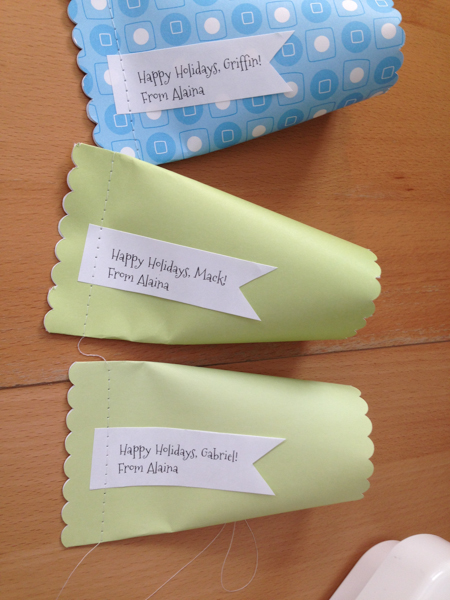 Happy Holidays, Griffin!
From Alaina
Happy Holidays, Mack!
From Alaina
Happy Holidays, Gabriel!
From Alaina